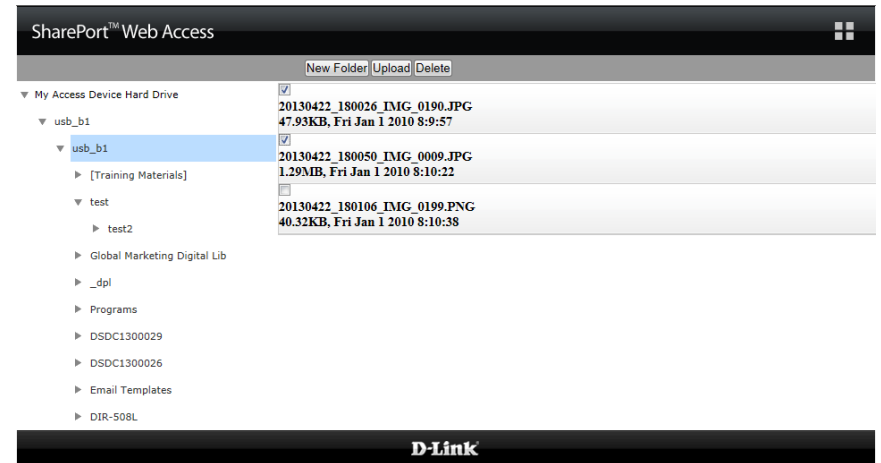 SharePort™ Web Access
New Folder Upload Delete
My Access Device Hard Drive
usb_b1
usb_b1
[Training Materials]
test
test2
Global Marketing Digital Lib
_dpl
Programs
DSDC1300029
DSDC1300026
Email Templates
DIR-508L
20130422_180026_IMG_0190.JPG
47.93KB, Fri Jan 1 2010 8:9:57
20130422_180050_IMG_0009.JPG
1.29MB, Fri Jan 1 2010 8:10:22
20130422_180106_IMG_0199.PNG
40.32KB, Fri Jan 1 2010 8:10:38
D-Link